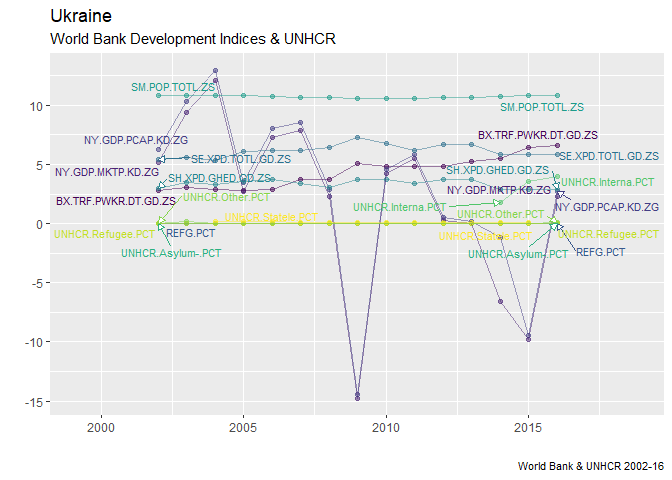 Ukraine
World Bank Development Indices & UNHCR
SM.POP.TOTL.ZS
SM.POP.TOTL.ZS
10
NY.GDP.PCAP.KD.ZG
BX.TRF.PWKR.DT.GD.ZS
SE.XPD.TOTL.GD.ZS
SE.XPD.TOTL.GD.ZS
NY.GDP.MKTP.KD.ZG
SH.XPD.GHED.GD.ZS
SH.XPD.GHED.GD.ZS
UNHCR.Interna.PCT
5
NY.GDP.MKTP.KD.ZG
BX.TRF.PWKR.DT.GD.ZS
UNHCR.Other.PCT
UNHCR.Interna.PCT
NY.GDP.PCAP.KD.ZG
UNHCR.Statele.PCT
UNHCR.Other.PCT
0
UNHCR.Refugee.PCT
REFG.PCT
UNHCR.Statele.PCT
UNHCR.Refugee.PCT
UNHCR.Asylum-.PCT
UNHCR.Asylum-.PCT
REFG.PCT
-5
-10
-15
2000
2005
2010
2015
World Bank & UNHCR 2002-16